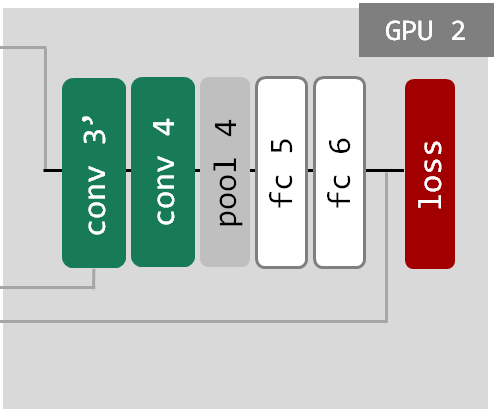 GPU 2
conv 3’
conv 4
pool 4
fc 5
fc 6
loss